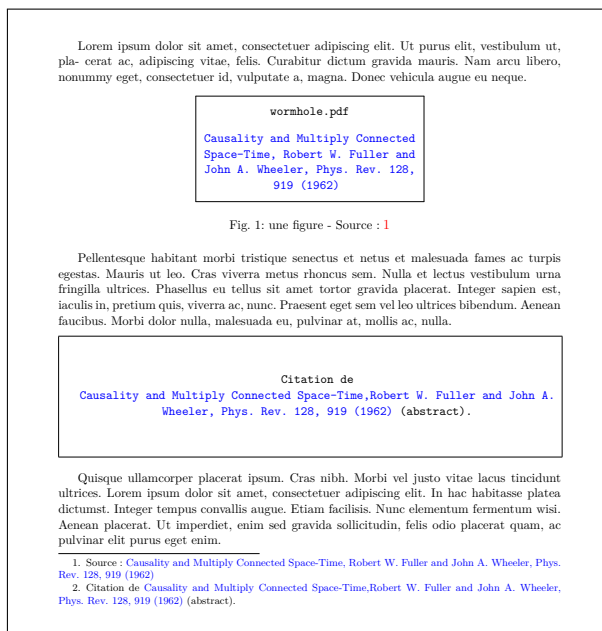 Lorem ipsum dolor sit amet, consectetuer adipiscing elit. Ut purus elit, vestibulum ut,
pla- cerat ac, adipiscing vitae, felis. Curabitur dictum gravida mauris. Nam arcu libero,
nonummy eget, consectetuer id, vulputate a, magna. Donec vehicula augue eu neque.
wormhole.pdf
Causality and Multiply Connected
Space-Time, Robert W. Fuller and
John A. Wheeler, Phys. Rev. 128,
919 (1962)
Fig. 1: une figure - Source : 1
Pellentesque habitant morbi tristique senectus et netus et malesuada fames ac turpis
egestas. Mauris ut leo. Cras viverra metus rhoncus sem. Nulla et lectus vestibulum urna
fringilla ultrices. Phasellus eu tellus sit amet tortor gravida placerat. Integer sapien est,
iaculis in, pretium quis, viverra ac, nunc. Praesent eget sem vel leo ultrices bibendum. Aenean
faucibus. Morbi dolor nulla, malesuada eu, pulvinar at, mollis ac, nulla.
Citation de
Causality and Multiply Connected Space-Time,Robert W. Fuller and John A.
Wheeler, Phys. Rev. 128, 919 (1962) (abstract).
Quisque ullamcorper placerat ipsum. Cras nibh. Morbi vel justo vitae lacus tincidunt
ultrices. Lorem ipsum dolor sit amet, consectetuer adipiscing elit. In hac habitasse platea
dictumst. Integer tempus convallis augue. Etiam facilisis. Nunc elementum fermentum wisi.
Aenean placerat. Ut imperdiet, enim sed gravida sollicitudin, felis odio placerat quam, ac
pulvinar elit purus eget enim.
1. Source : Causality and Multiply Connected Space-Time, Robert W. Fuller and John A. Wheeler, Phys.
Rev. 128, 919 (1962)
2. Citation de Causality and Multiply Connected Space-Time,Robert W. Fuller and John A. Wheeler,
Phys. Rev. 128, 919 (1962) (abstract).